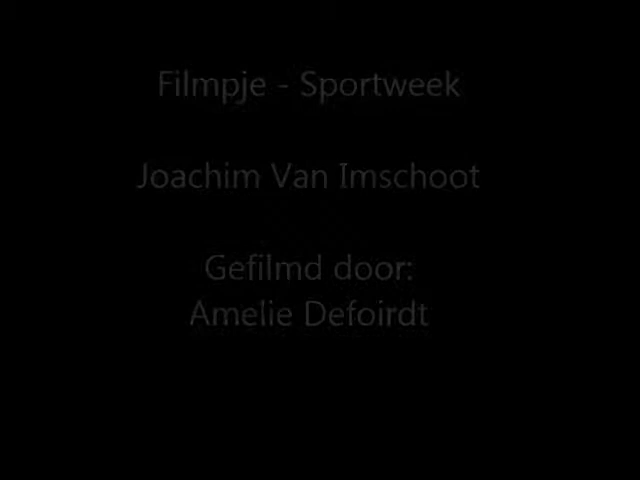 Filmpje - Sportweek
Joachim Van Imschoot
Gefilmd door:
Amelie Defoirdt